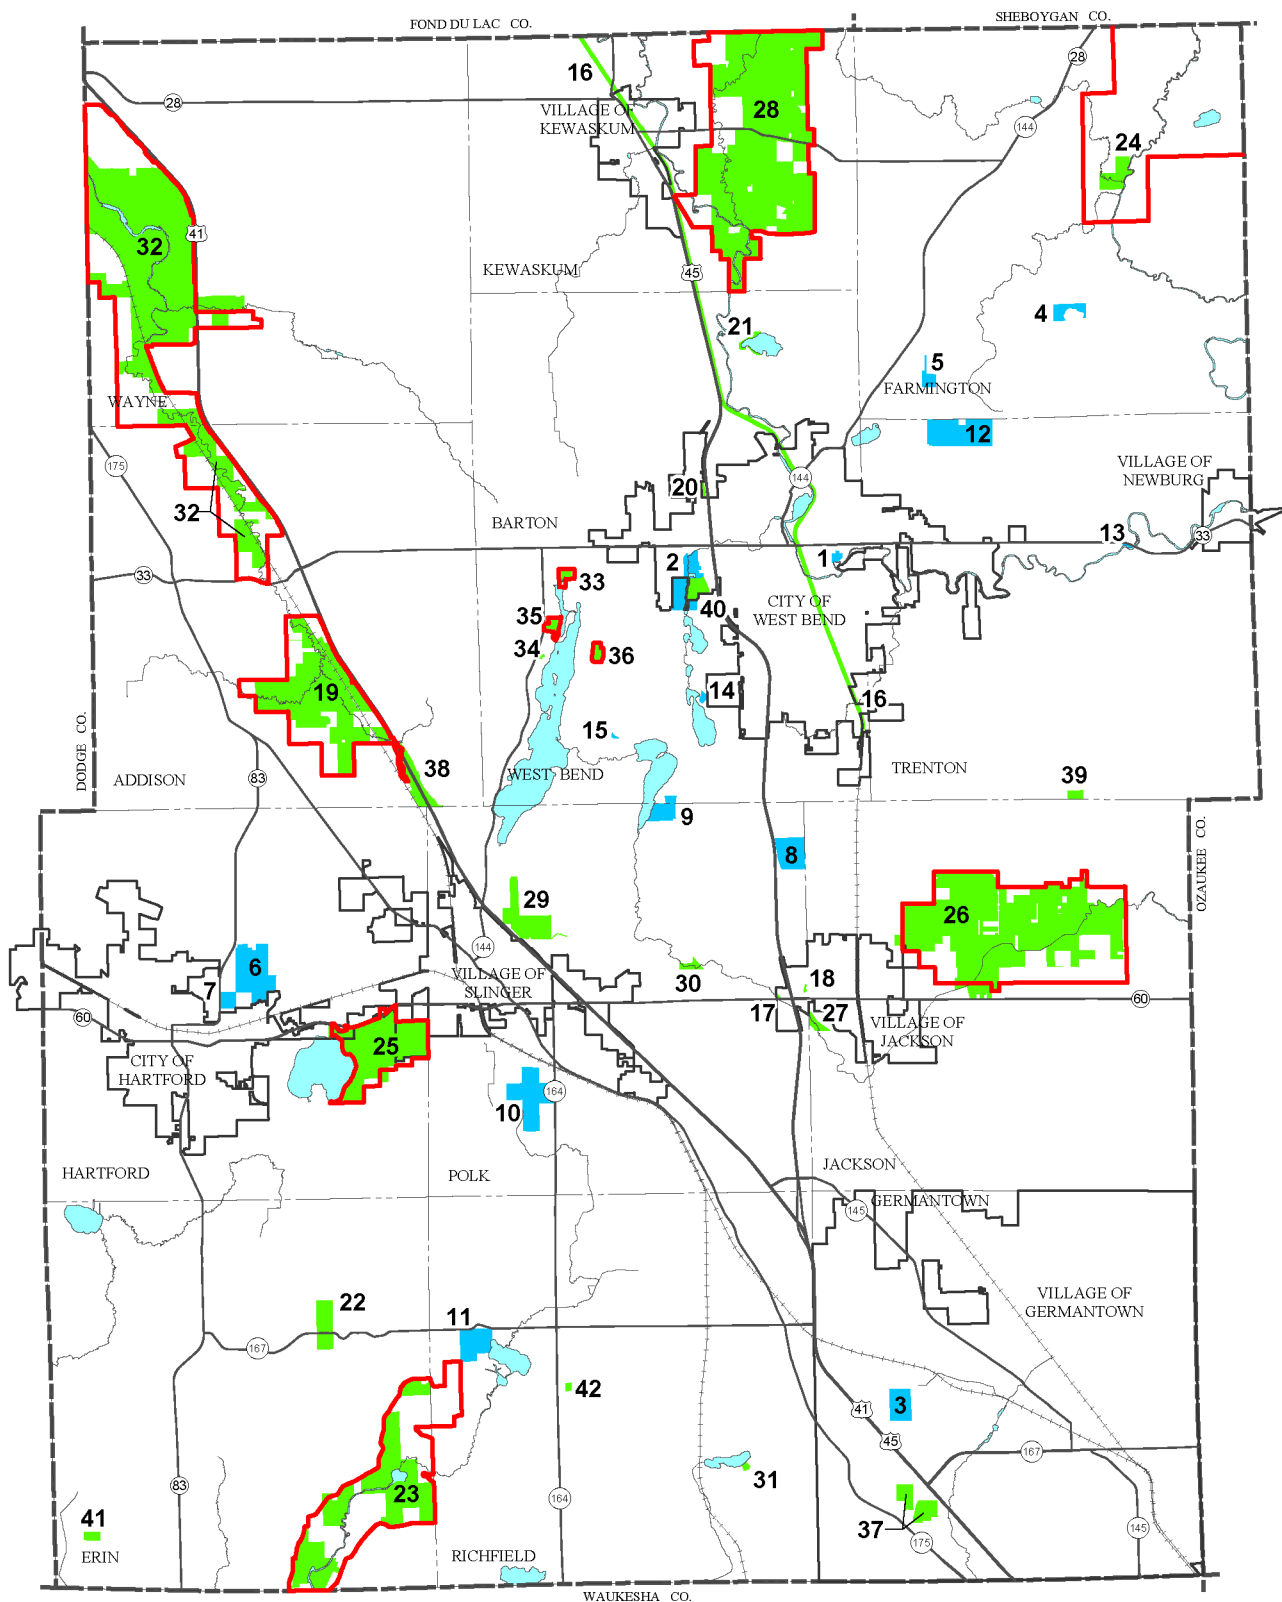 FOND DU LAC CO.
SHEBOYGAN CO.
16
28
28
VILLAGE OF
KEWASKUM
28
144
24
32
41
KEWASKUM
45
4
21
5
FARMINGTON
WAYNE
12
175
VILLAGE OF
NEWBURG
20
144
32
BARTON
13
33
33
2
1
33
40
CITY OF
WEST BEND
35
34
36
19
14
16
15
DODGE CO.
ADDISON
83
38
WEST BEND
TRENTON
39
9
8
OZAUKEE CO.
29
26
144
6
7
VILLAGE OF
SLINGER
30
18
17
27
60
60
VILLAGE OF
JACKSON
25
CITY OF
HARTFORD
10
164
HARTFORD
POLK
JACKSON
GERMANTOWN
145
22
11
VILLAGE OF
GERMANTOWN
167
42
3
41
45
167
83
23
164
31
41
37
145
175
ERIN
RICHFIELD
WAUKESHA CO.